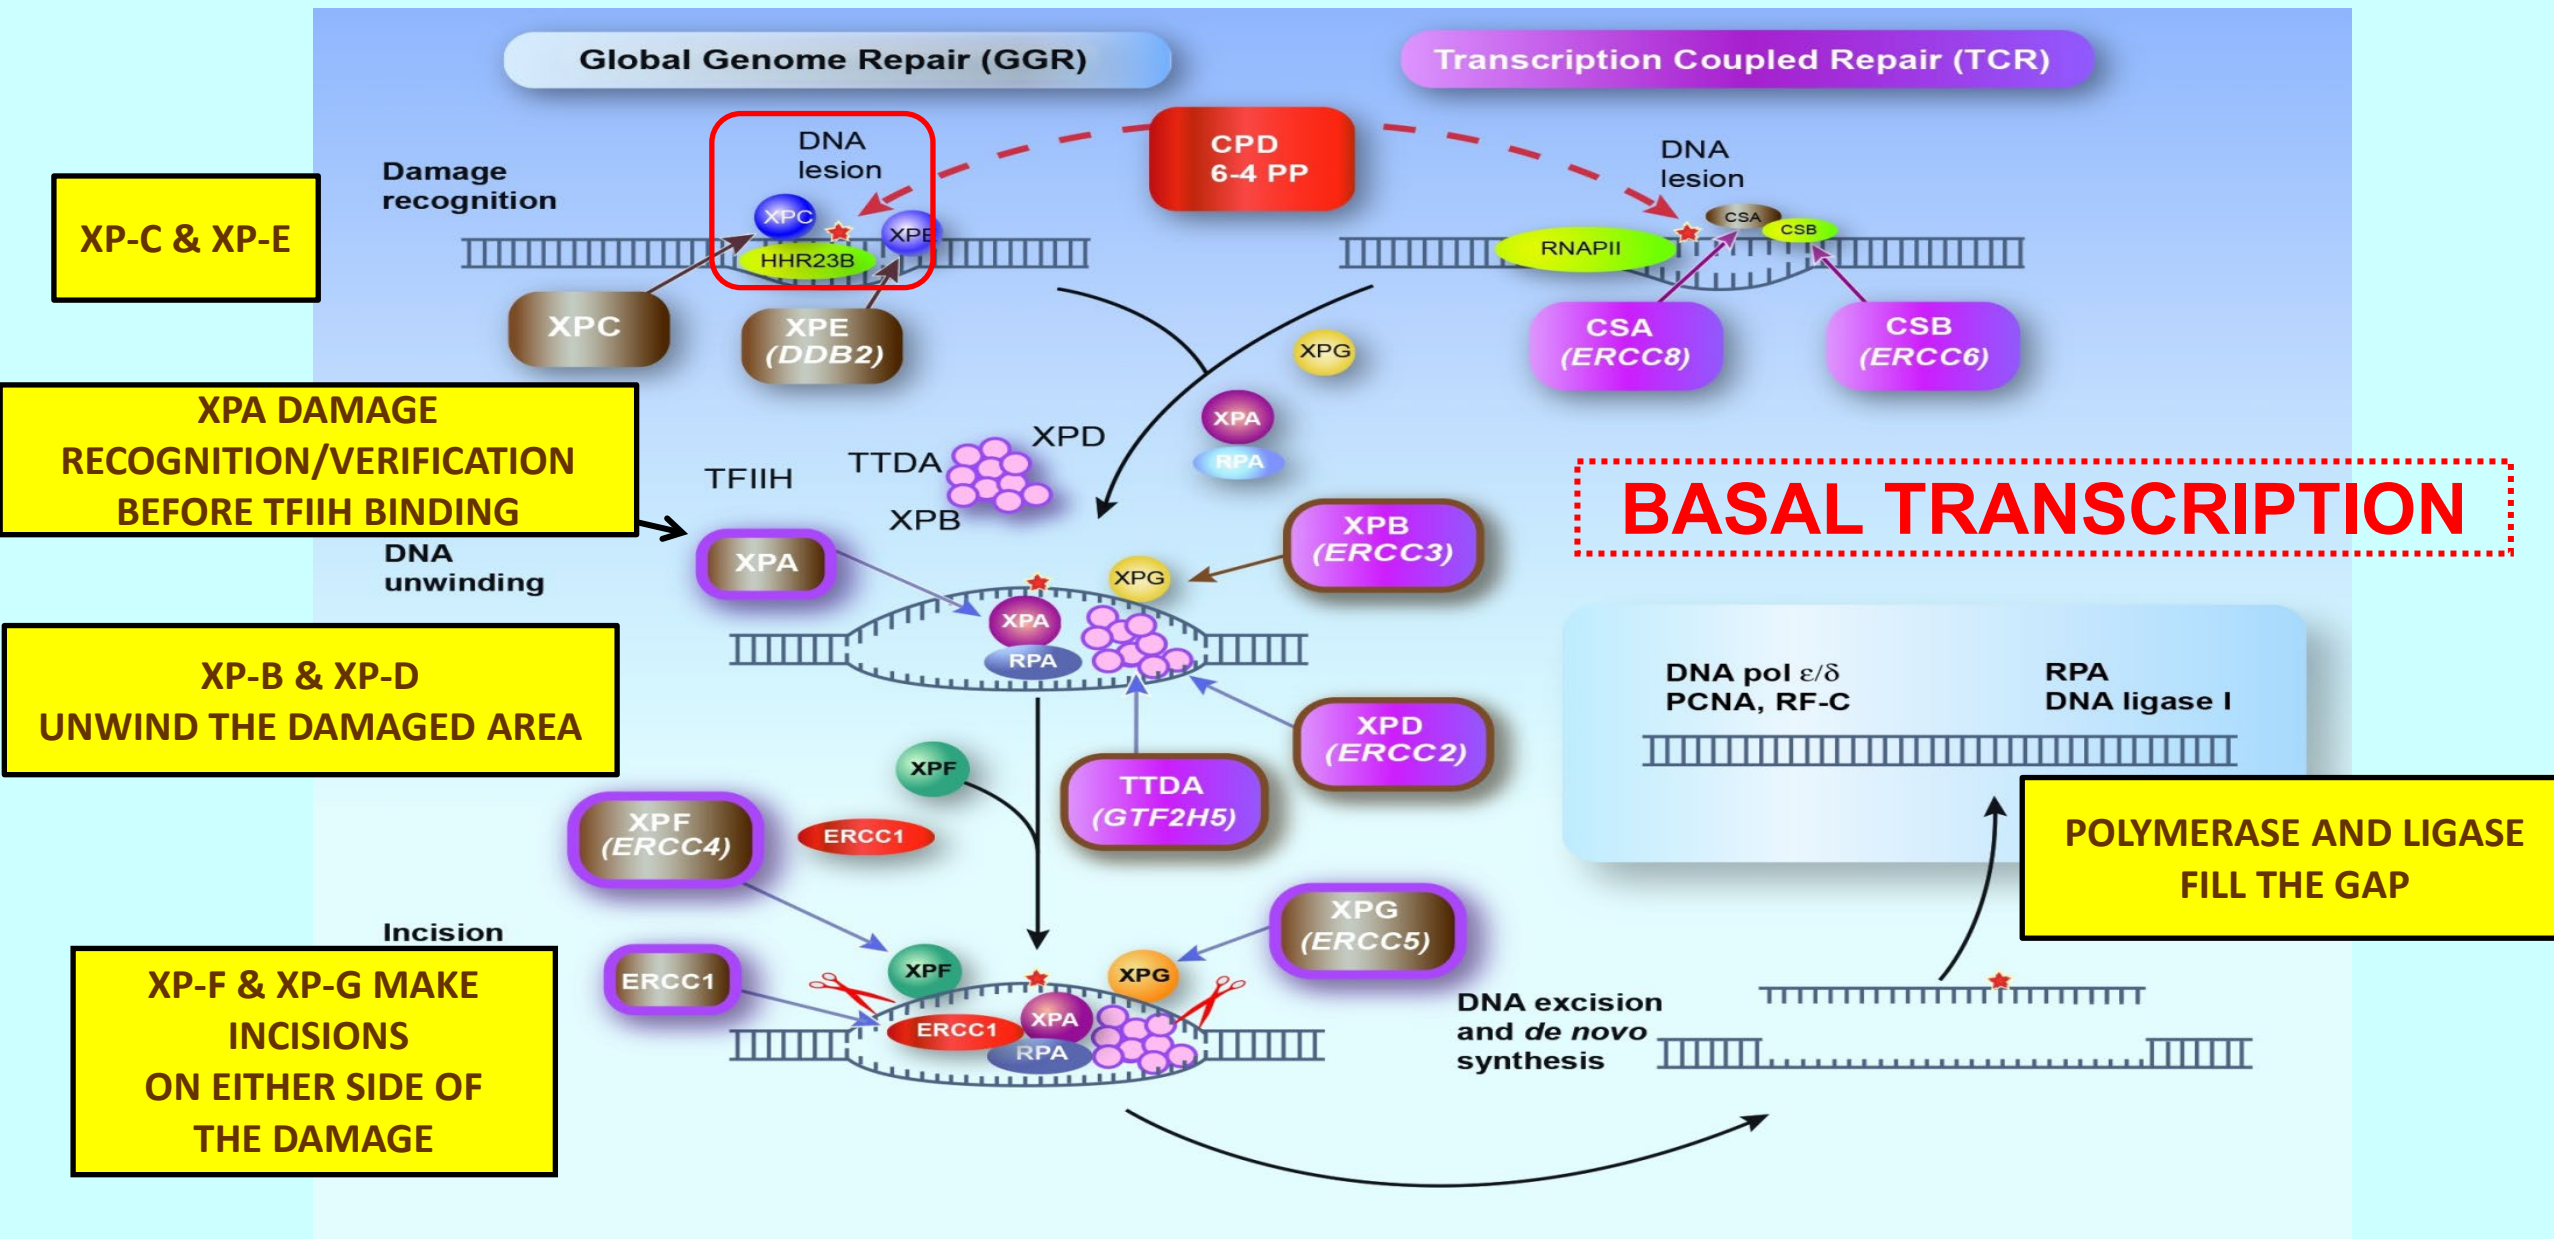 Global Genome Repair (GGR)
Transcription Coupled Repair (TCR)
DNA
lesion
CPD
6-4 PP
DNA
lesion
Damage
recognition
XP-C & XP-E
XPC
XPE
HHR23B
CSA
CSB
RNAPII
XPC
XPE
(DDB2)
CSA
(ERCC8)
CSB
(ERCC6)
XPG
XPA
RPA
XPA DAMAGE
RECOGNITION/VERIFICATION
BEFORE TFIIH BINDING
TFIIH
TTDA
XPD
XPB
BASAL TRANSCRIPTION
DNA
unwinding
XPA
XPG
XPB
(ERCC3)
XPA
RPA
XP-B & XP-D
UNWIND THE DAMAGED AREA
XPD
(ERCC2)
TTDA
(GTF2H5)
DNA pol ε/δ
PCNA, RF-C
RPA
DNA ligase I
POLYMERASE AND LIGASE
FILL THE GAP
XPF
ERCC1
XPF
(ERCC4)
XPG
(ERCC5)
Incision
XP-F & XP-G MAKE
INCISIONS
ON EITHER SIDE OF
THE DAMAGE
ERCC1
XPF
XPG
ERCC1
XPA
RPA
DNA excision
and de novo
synthesis